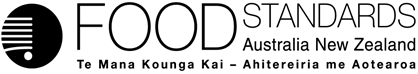 FOOD STANDARDS
Australia New Zealand
Te Mana Kounga Kai – Ahitereiria me Aotearoa